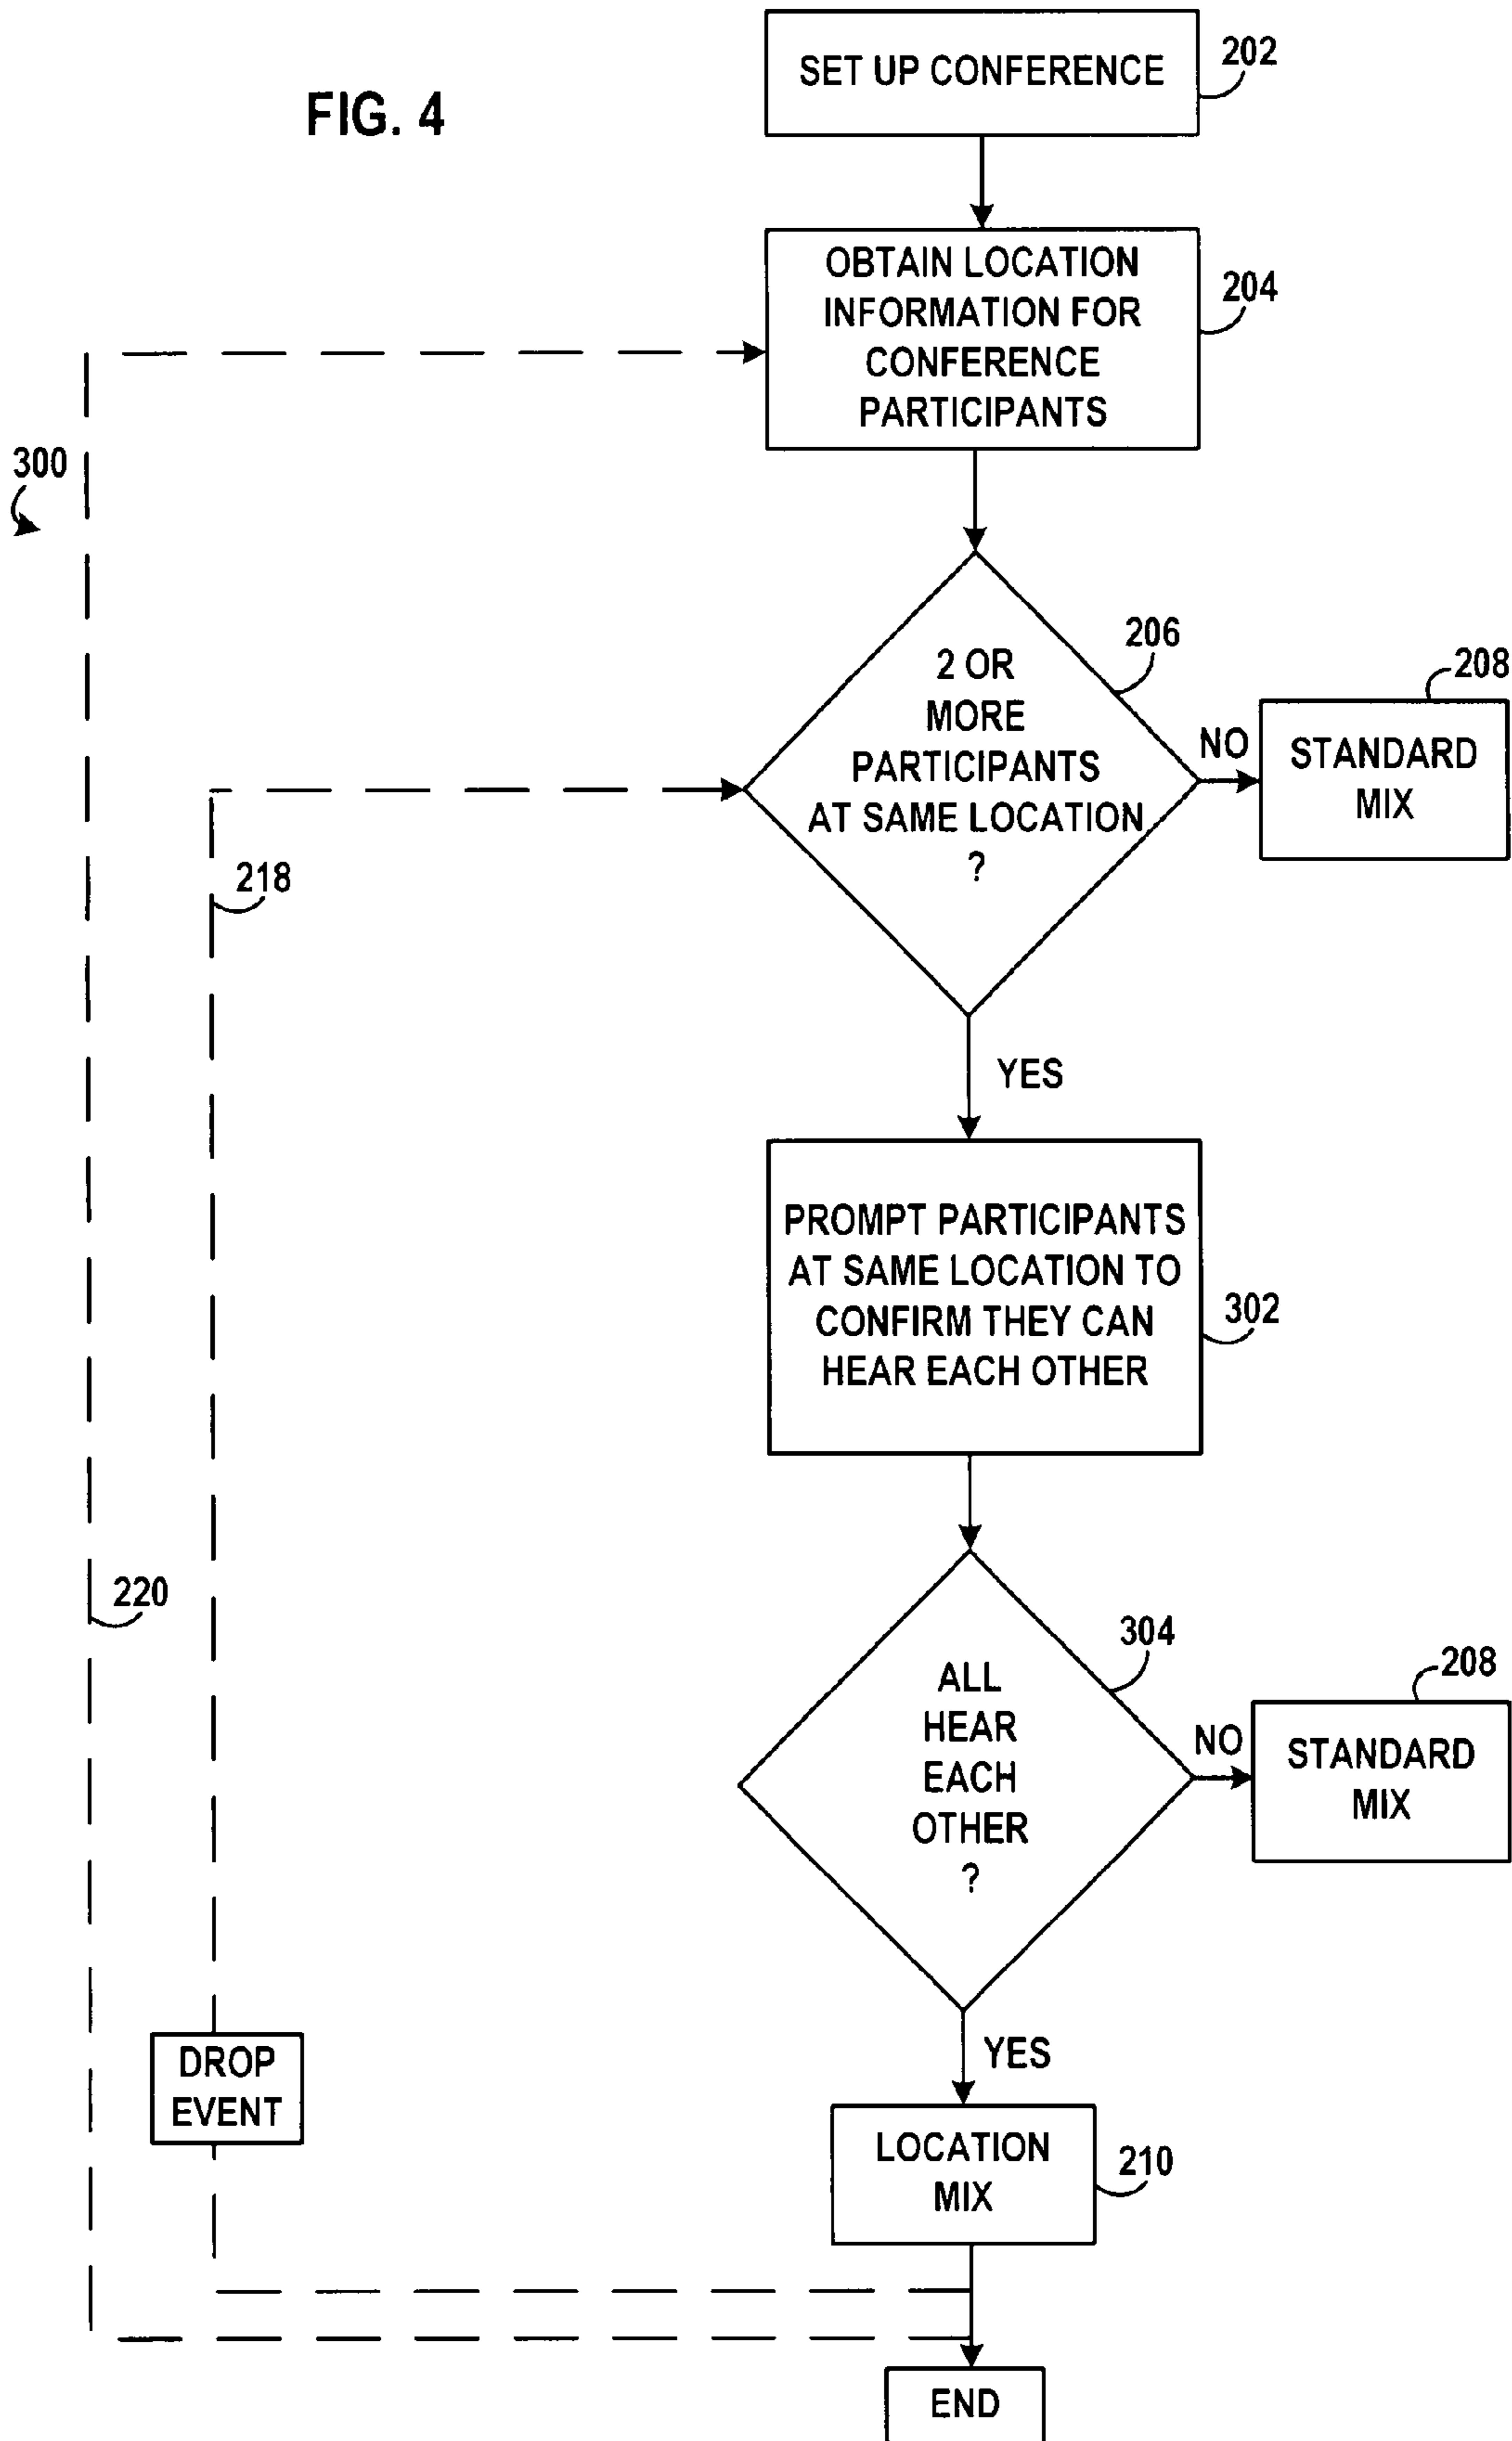 FIG. 4
SET UP CONFERENCE
202
OBTAIN LOCATION
INFORMATION FOR
CONFERENCE
PARTICIPANTS
204
300
2 OR
MORE
PARTICIPANTS
AT SAME LOCATION
?
206
NO
208
STANDARD
MIX
218
YES
PROMPT PARTICIPANTS
AT SAME LOCATION TO
CONFIRM THEY CAN
HEAR EACH OTHER
302
220
ALL
HEAR
EACH
OTHER
?
304
NO
208
STANDARD
MIX
YES
DROP
EVENT
LOCATION
MIX
210
END